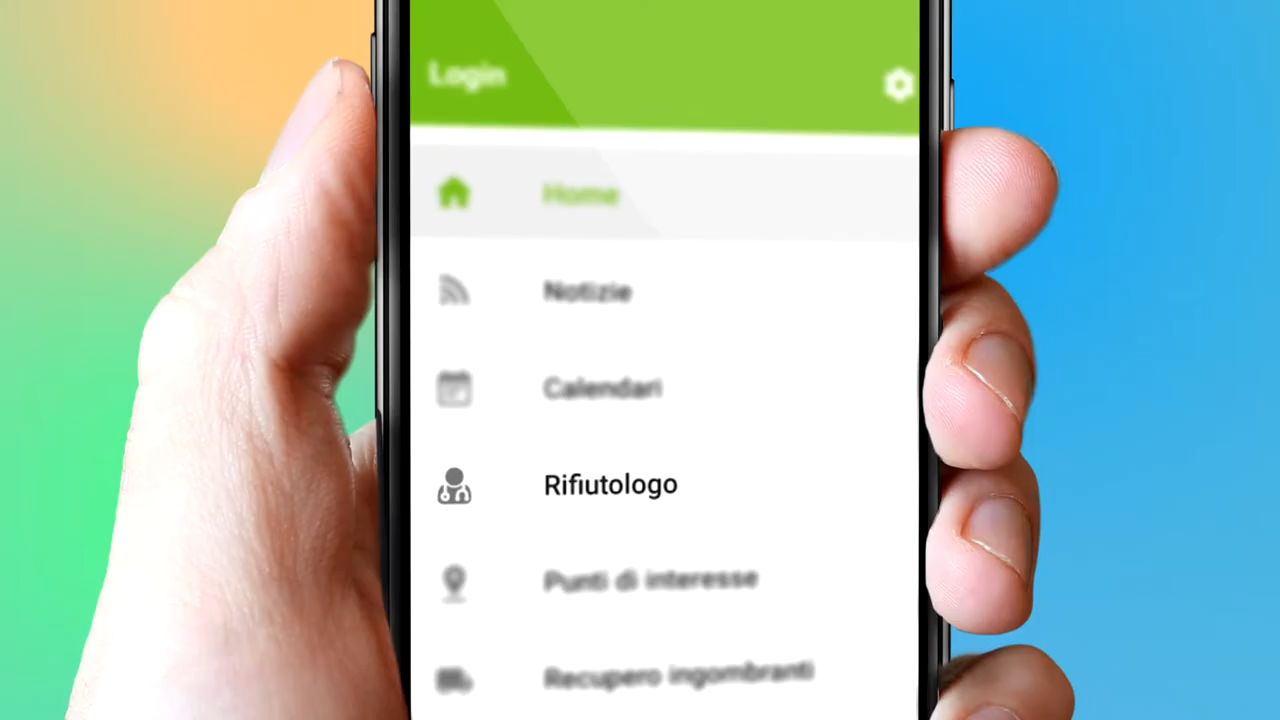 Login
Home
Notizie
Calendari
Rifiutologo
Punti di interesse
Recupero ingombranti